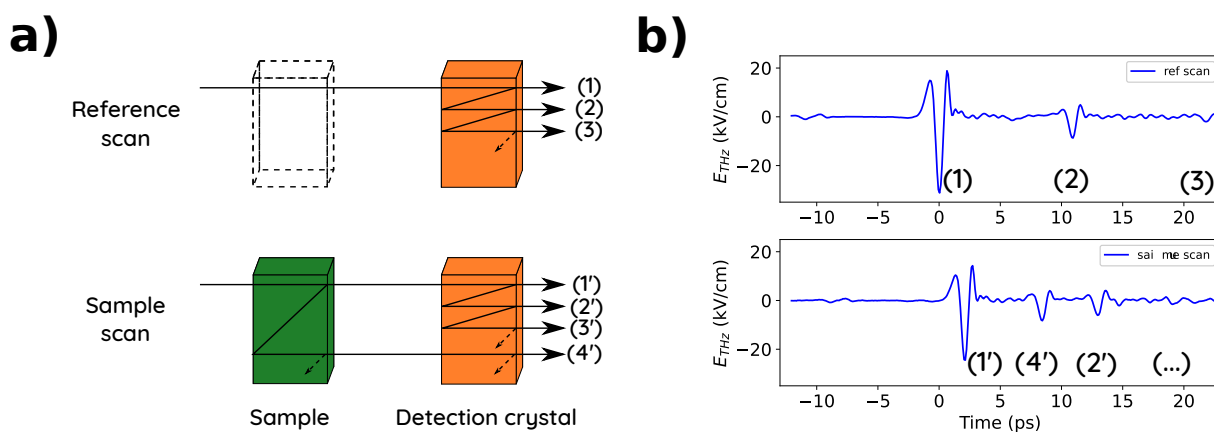 a)
Reference
scan
(1)
(2)
(3)
Sample
scan
(1')
(2')
(3')
(4')
Sample
Detection crystal
b)
E_THz (kV/cm)
20
0
−20
ref scan
(1)
(2)
(3)
−10
−5
0
5
10
15
20
E_THz (kV/cm)
20
0
−20
scan
(1')
(4')
(2')
(...)
−10
−5
0
5
10
15
20
Time (ps)